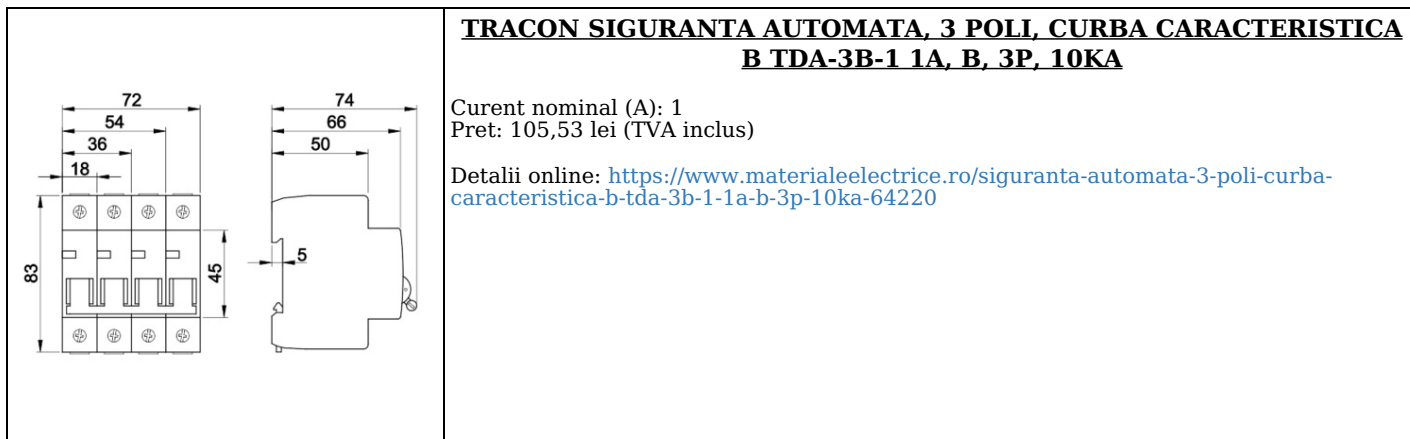 72
54
36
18
83
45
74
66
50
5
TRACON SIGURANTA AUTOMATA, 3 POLI, CURBA CARACTERISTICA
B TDA-3B-1 1A, B, 3P, 10KA
Curent nominal (A): 1
Pret: 105,53 lei (TVA inclus)
Detalii online: https://www.materialeelectrice.ro/siguranta-automata-3-poli-curba-
caracteristica-b-tda-3b-1-1a-b-3p-10ka-64220